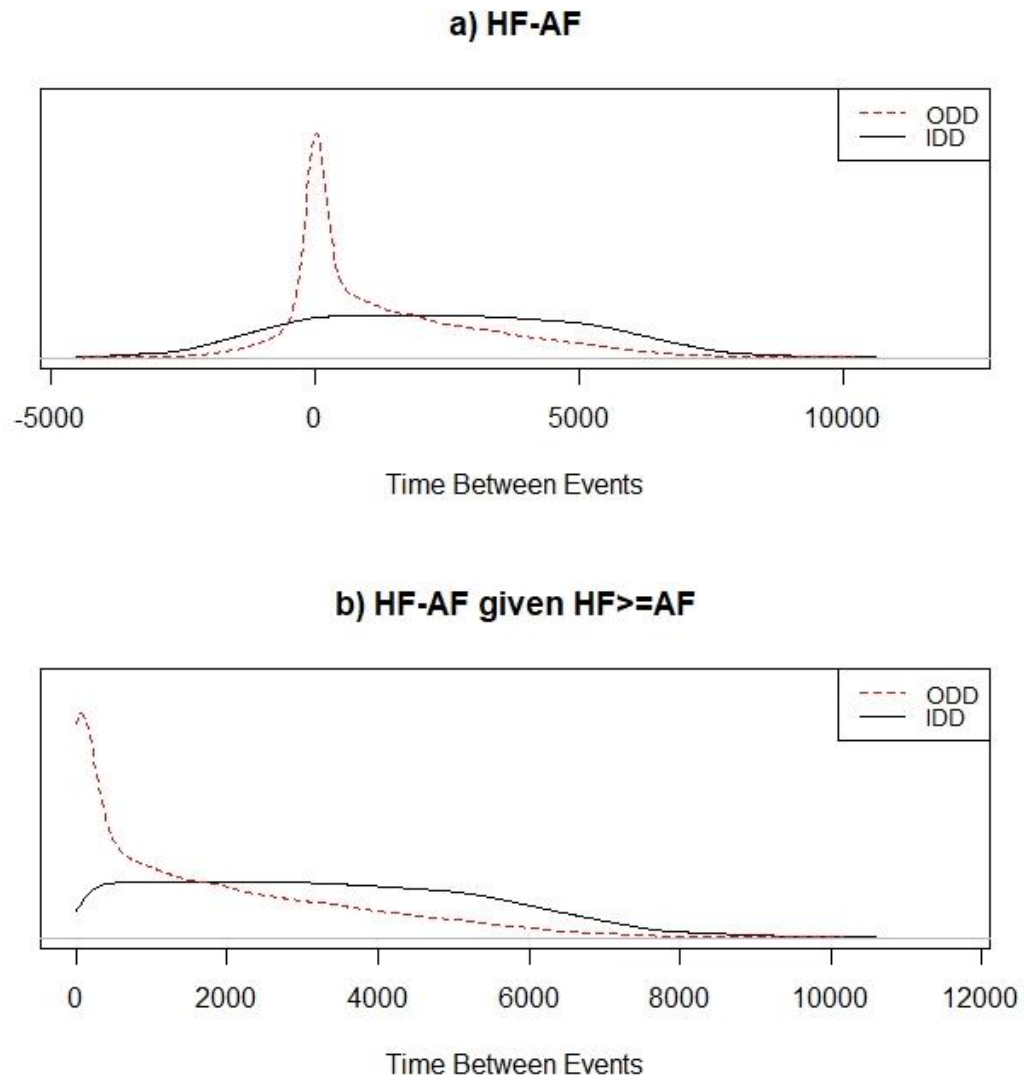 a) HF-AF
ODD
IDD
-5000 0 5000 10000
Time Between Events
b) HF-AF given HF>=AF
ODD
IDD
0 2000 4000 6000 8000 10000 12000
Time Between Events